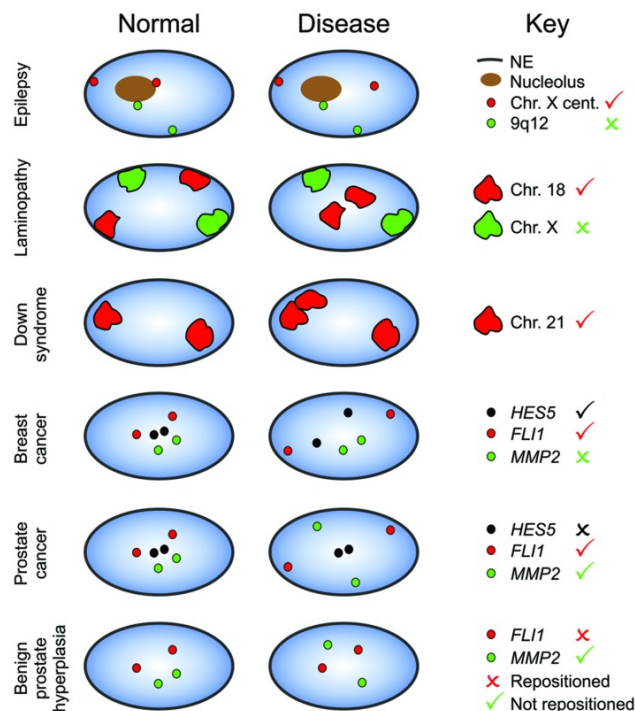 Normal
Disease
Key
Epilepsy
NE
Nucleolus
Chr. X cent. ✓
9q12 ✗
Laminopathy
Chr. 18 ✓
Chr. X ✗
Down
syndrome
Chr. 21 ✓
Breast
cancer
HES5 ✓
FLI1 ✓
MMP2 ✗
Prostate
cancer
HES5 ✗
FLI1 ✓
MMP2 ✓
Benign
prostate
hyperplasia
FLI1 ✗
MMP2 ✓
✗ Repositioned
✓ Not repositioned